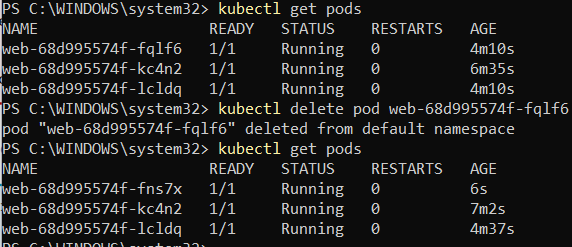 PS C:\WINDOWS\system32> kubectl get pods
NAME READY STATUS RESTARTS AGE
web-68d995574f-fqlf6 1/1 Running 0 4m10s
web-68d995574f-kc4n2 1/1 Running 0 6m35s
web-68d995574f-lcldq 1/1 Running 0 4m10s
PS C:\WINDOWS\system32> kubectl delete pod web-68d995574f-fqlf6
pod "web-68d995574f-fqlf6" deleted from default namespace
PS C:\WINDOWS\system32> kubectl get pods
NAME READY STATUS RESTARTS AGE
web-68d995574f-fns7x 1/1 Running 0 6s
web-68d995574f-kc4n2 1/1 Running 0 7m2s
web-68d995574f-lcldq 1/1 Running 0 4m37s